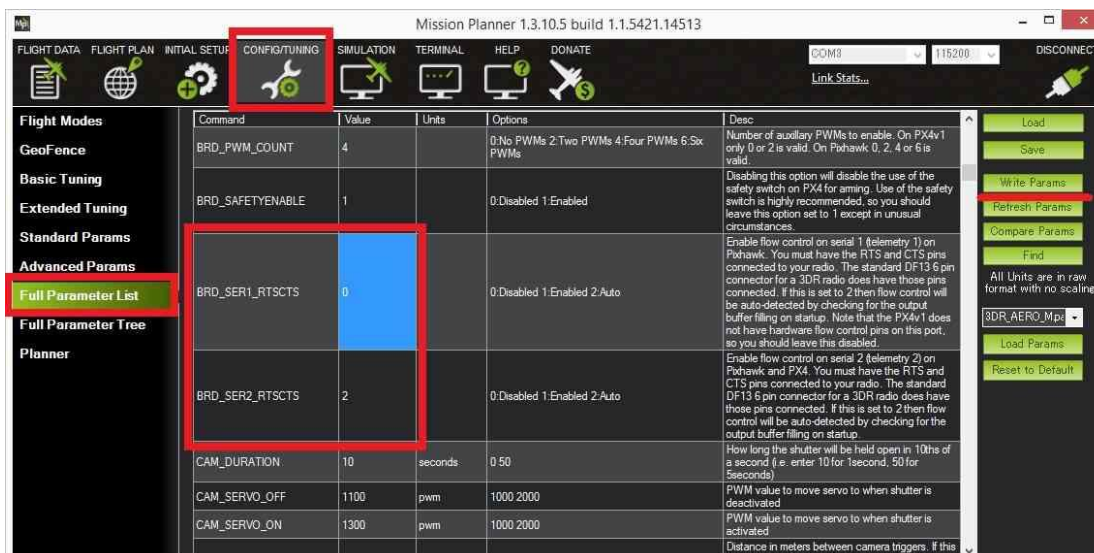 Mp
Mission Planner 1.3.10.5 build 1.1.5421.14513
FLIGHT DATA FLIGHT PLAN INITIAL SETUP CONFIG/TUNING SIMULATION TERMINAL HELP DONATE
COM3 115200 DISCONNECT
Link Stats...
Flight Modes
GeoFence
Basic Tuning
Extended Tuning
Standard Params
Advanced Params
Full Parameter List
Full Parameter Tree
Planner
Command Value Units Options Desc
BRD_PWM_COUNT 4
0:No PWMs 2:Two PWMs 4:Four PWMs 6:Six
PWMs
Number of auxillary PWMs to enable. On PX4v1
only 0 or 2 is valid. On Pixhawk 0, 2, 4 or 6 is
valid.
BRD_SAFETYENABLE 1 0:Disabled 1:Enabled
Disabling this option will disable the use of the
safety switch on PX4 for arming. Use of the safety
switch is highly recommended, so you should
leave this option set to 1 except in unusual
circumstances.
BRD_SER1_RTSCTS 0 0:Disabled 1:Enabled 2:Auto
Enable flow control on serial 1 (telemetry 1) on
Pixhawk. You must have the RTS and CTS pins
connected to your radio. The standard DF13 6 pin
connector for a 3DR radio does have those pins
connected. If this is set to 2 then flow control will
be auto-detected by checking for the output
buffer filling on startup. Note that the PX4v1 does
not have hardware flow control pins on this port,
so you should leave this disabled.
BRD_SER2_RTSCTS 2 0:Disabled 1:Enabled 2:Auto
Enable flow control on serial 2 (telemetry 2) on
Pixhawk and PX4. You must have the RTS and
CTS pins connected to your radio. The standard
DF13 6 pin connector for a 3DR radio does have
those pins connected. If this is set to 2 then flow
control will be auto-detected by checking for the
output buffer filling on startup.
CAM_DURATION 10 seconds 0 50
How long the shutter will be held open in 10ths of
a second (i.e. enter 10 for 1second, 50 for
5seconds)
CAM_SERVO_OFF 1100 pwm 1000 2000
PWM value to move servo to when shutter is
deactivated
CAM_SERVO_ON 1300 pwm 1000 2000
PWM value to move servo to when shutter is
activated
Distance in meters between camera triggers. If this
Load
Save
Write Params
Refresh Params
Compare Params
Find
All Units are in raw
format with no scaling
3DR_AERO_M.pa
Load Params
Reset to Default